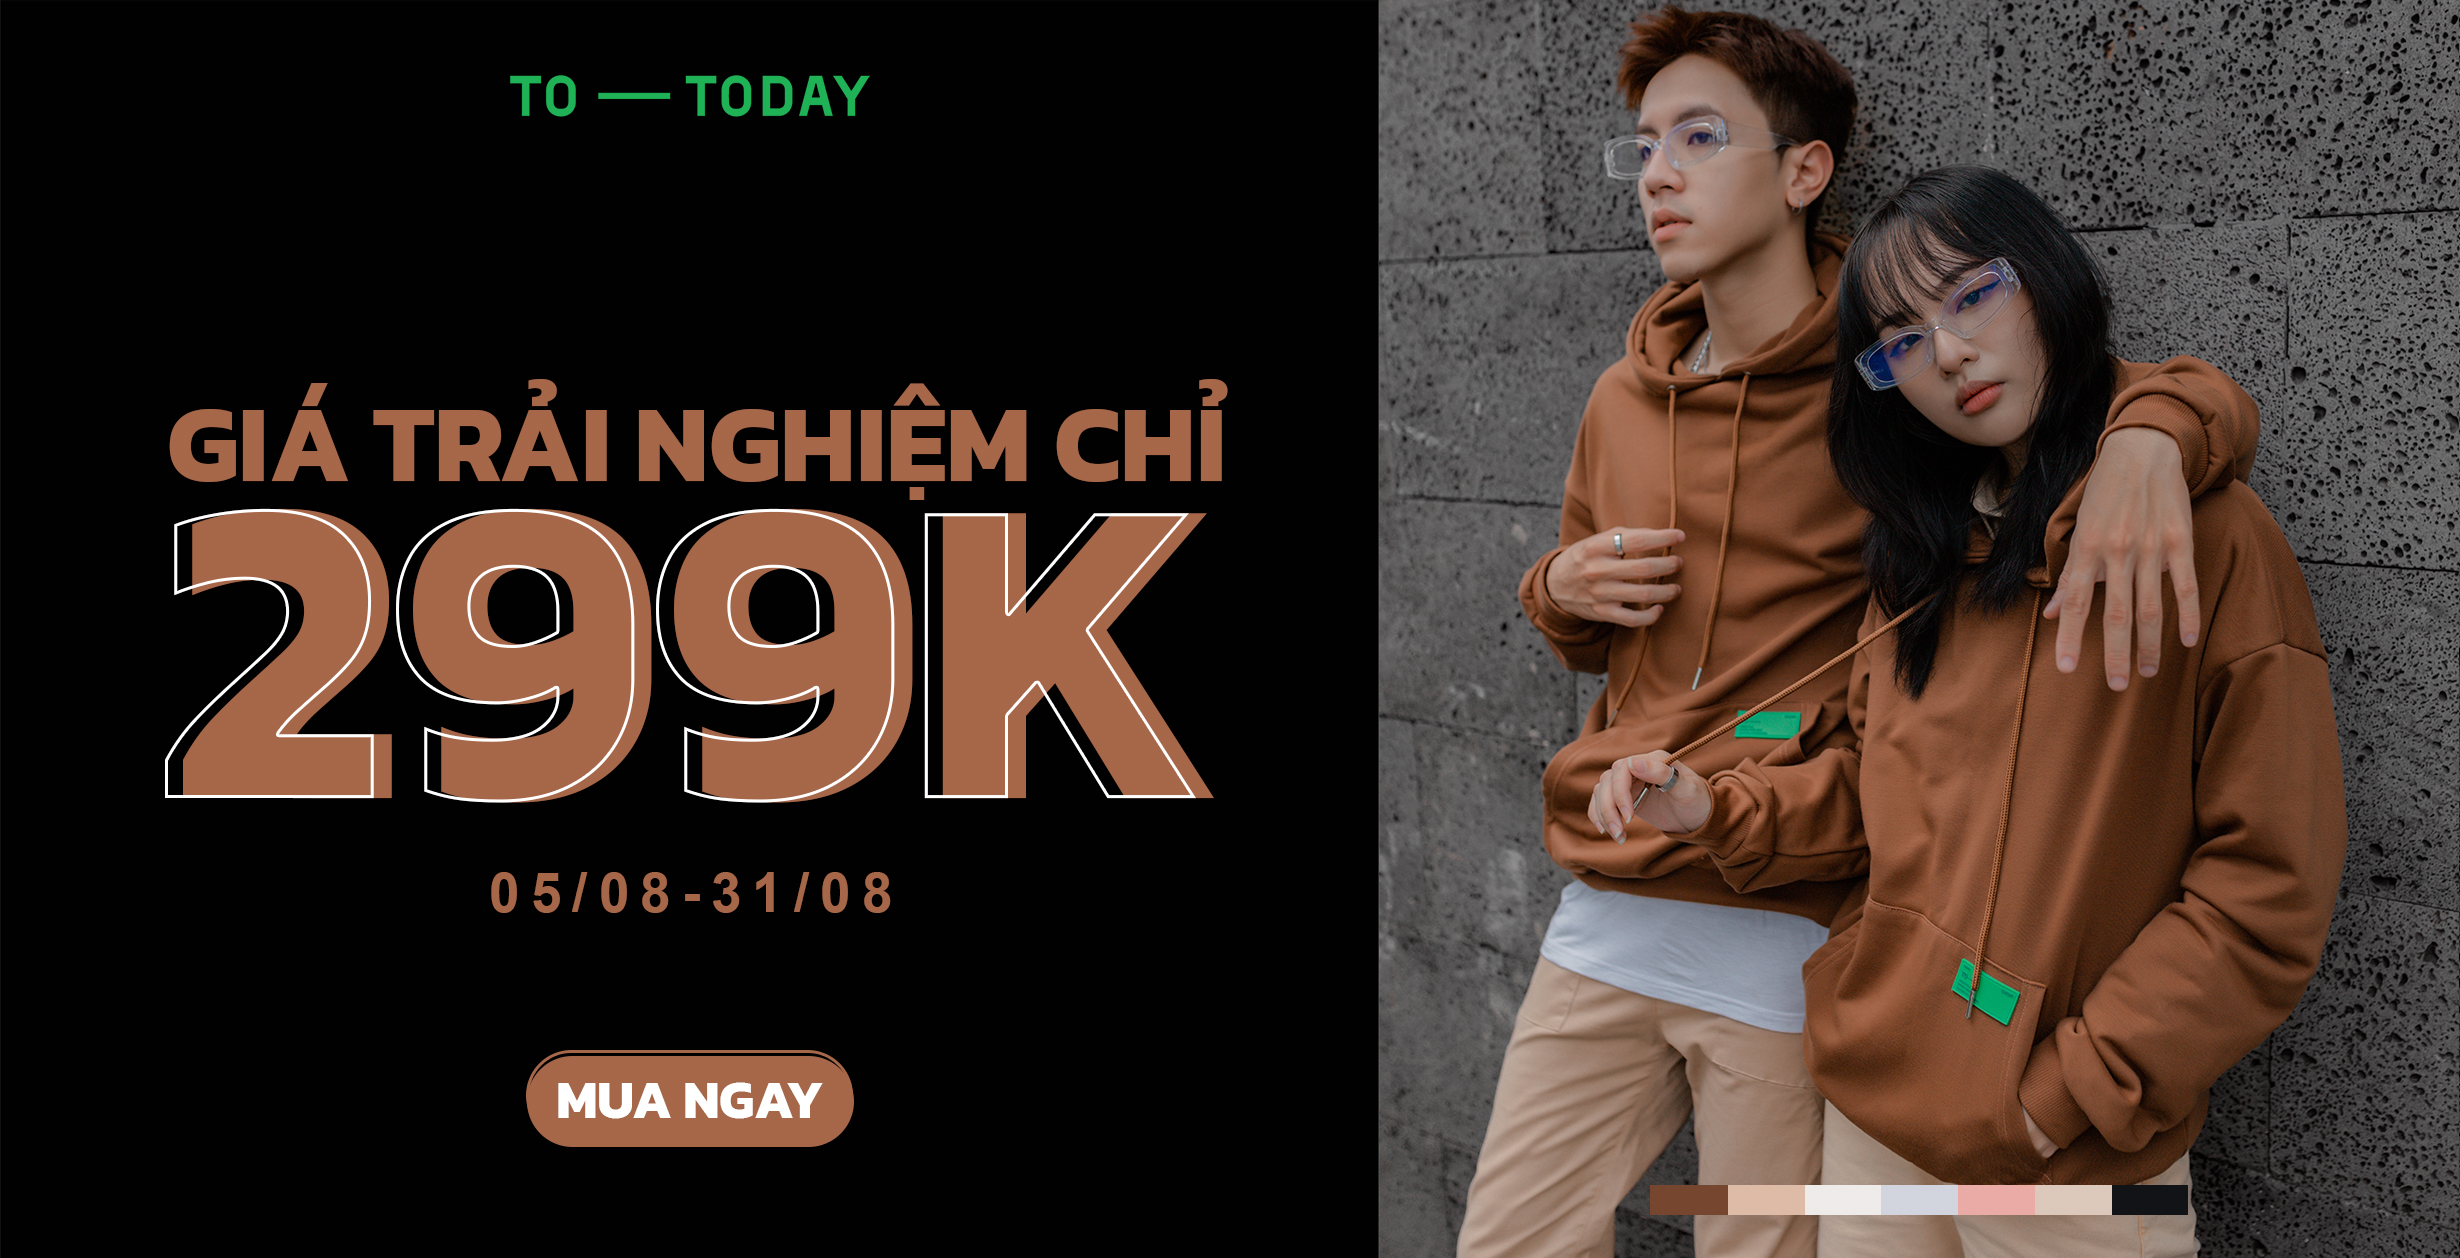 TO — TODAY
GIÁ TRẢI NGHIỆM CHỈ
299K
05/08-31/08
MUA NGAY